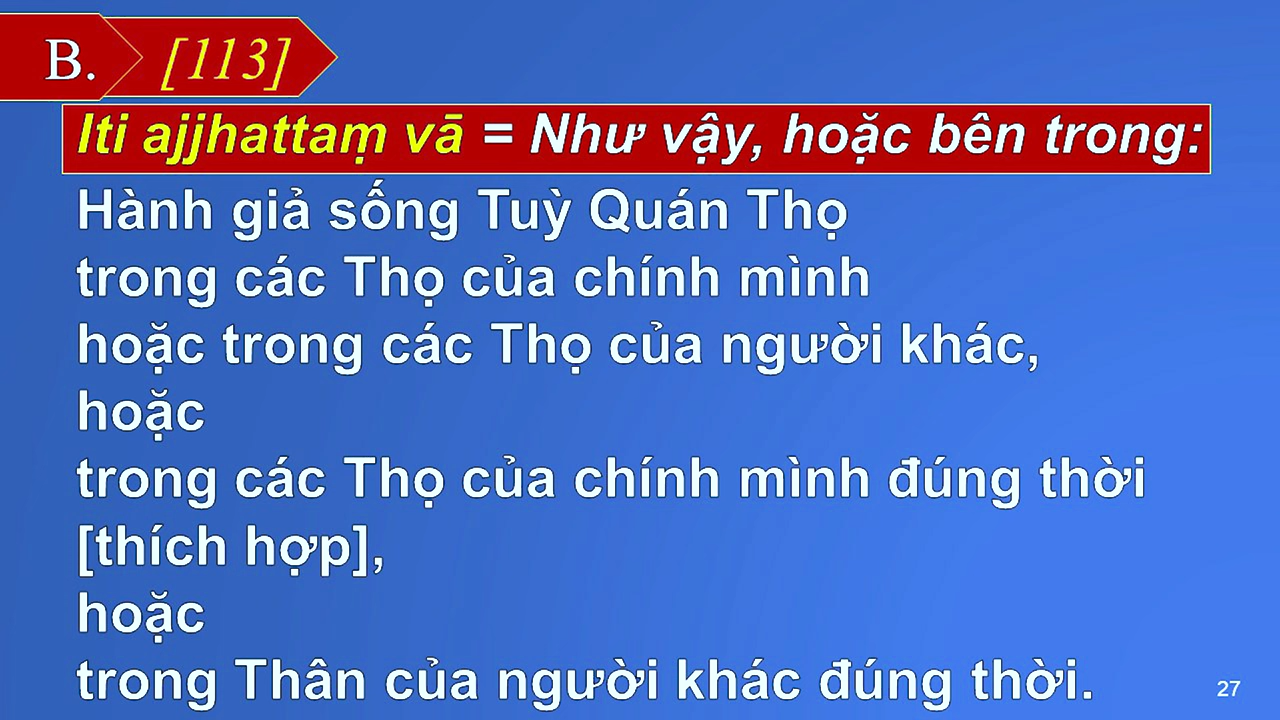 B. [113]
Iti ajjhattaṃ vā = Như vậy, hoặc bên trong:
Hành giả sống Tuỳ Quán Thọ
trong các Thọ của chính mình
hoặc trong các Thọ của người khác,
hoặc
trong các Thọ của chính mình đúng thời
[thích hợp],
hoặc
trong Thân của người khác đúng thời.
27